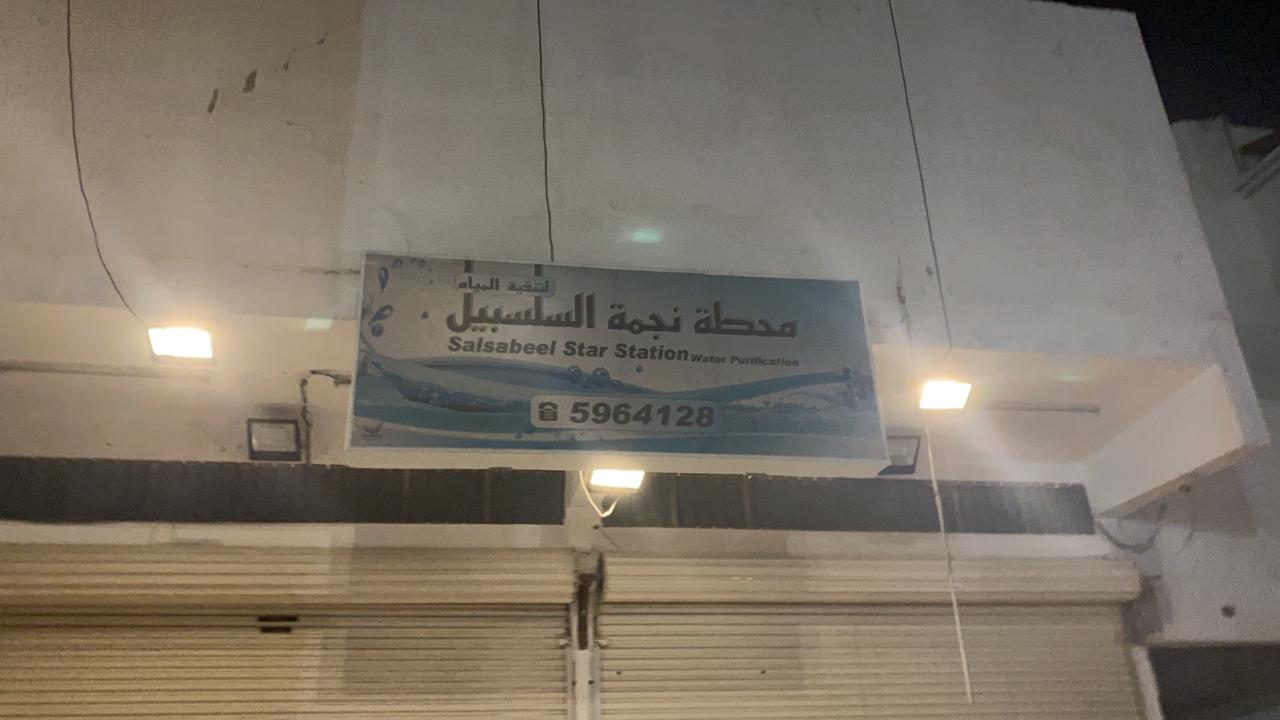 لتنقية المياه
محطة نجمة السلسبيل
Salsabeel Star Station Water Purification
5964128